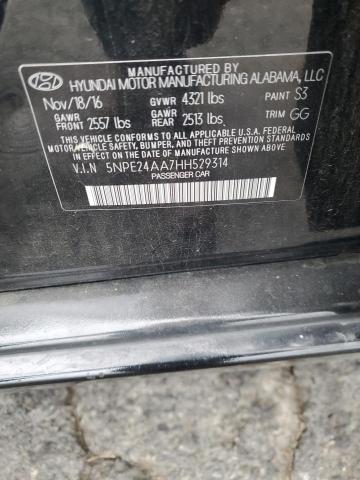 MANUFACTURED BY
HYUNDAI MOTOR MANUFACTURING ALABAMA, LLC
Nov/18/16 GVWR 4321 lbs PAINT S3
GAWR FRONT 2557 lbs GAWR REAR 2513 lbs TRIM GG
THIS VEHICLE CONFORMS TO ALL APPLICABLE U.S.A. FEDERAL
MOTOR VEHICLE SAFETY, BUMPER, AND THEFT PREVENTION
STANDARDS IN EFFECT ON THE DATE OF MANUFACTURE SHOWN ABOVE.
V.I.N 5NPE24AA7HH529314